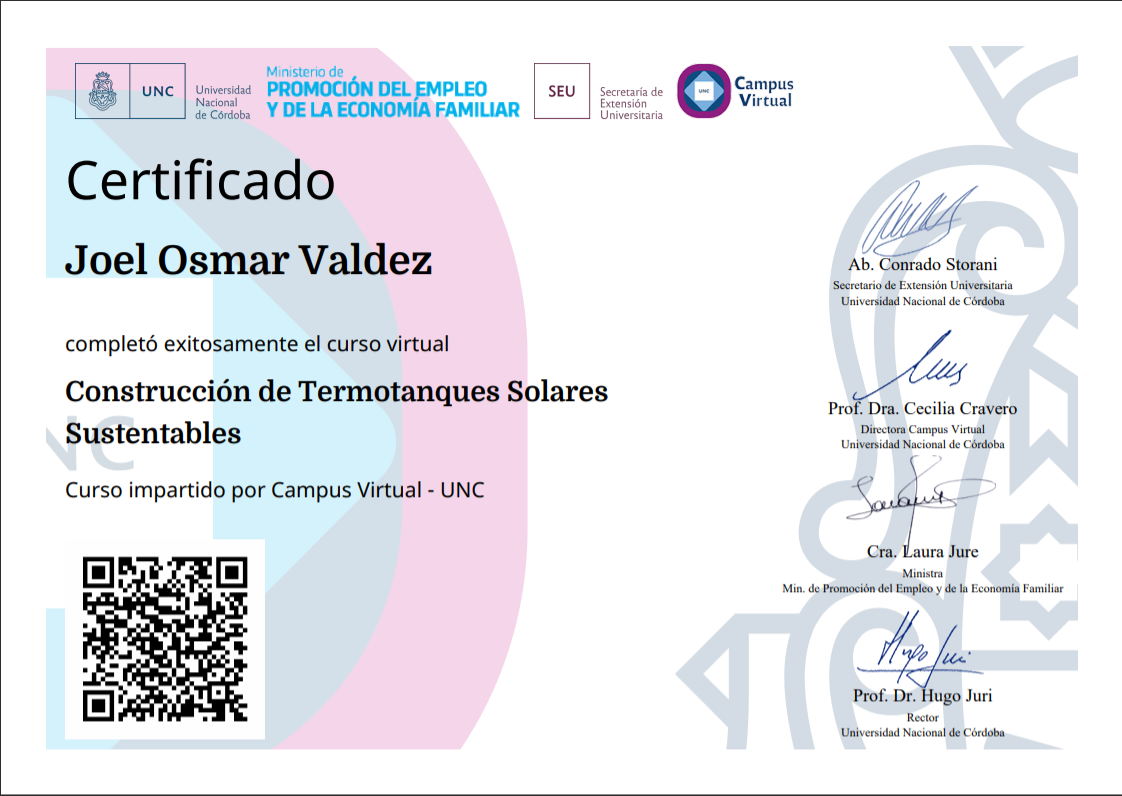 UNC
Universidad
Nacional
de Córdoba
Ministerio de
PROMOCIÓN DEL EMPLEO
Y DE LA ECONOMÍA FAMILIAR
SEU
Secretaría de
Extensión
Universitaria
UNC
Campus
Virtual
Certificado
Joel Osmar Valdez
completó exitosamente el curso virtual
Construcción de Termotanques Solares
Sustentables
Curso impartido por Campus Virtual - UNC
Ab. Conrado Storani
Secretario de Extensión Universitaria
Universidad Nacional de Córdoba
Prof. Dra. Cecilia Cravero
Directora Campus Virtual
Universidad Nacional de Córdoba
Cra. Laura Jure
Ministra
Min. de Promoción del Empleo y de la Economía Familiar
Hugo Juri
Prof. Dr. Hugo Juri
Rector
Universidad Nacional de Córdoba